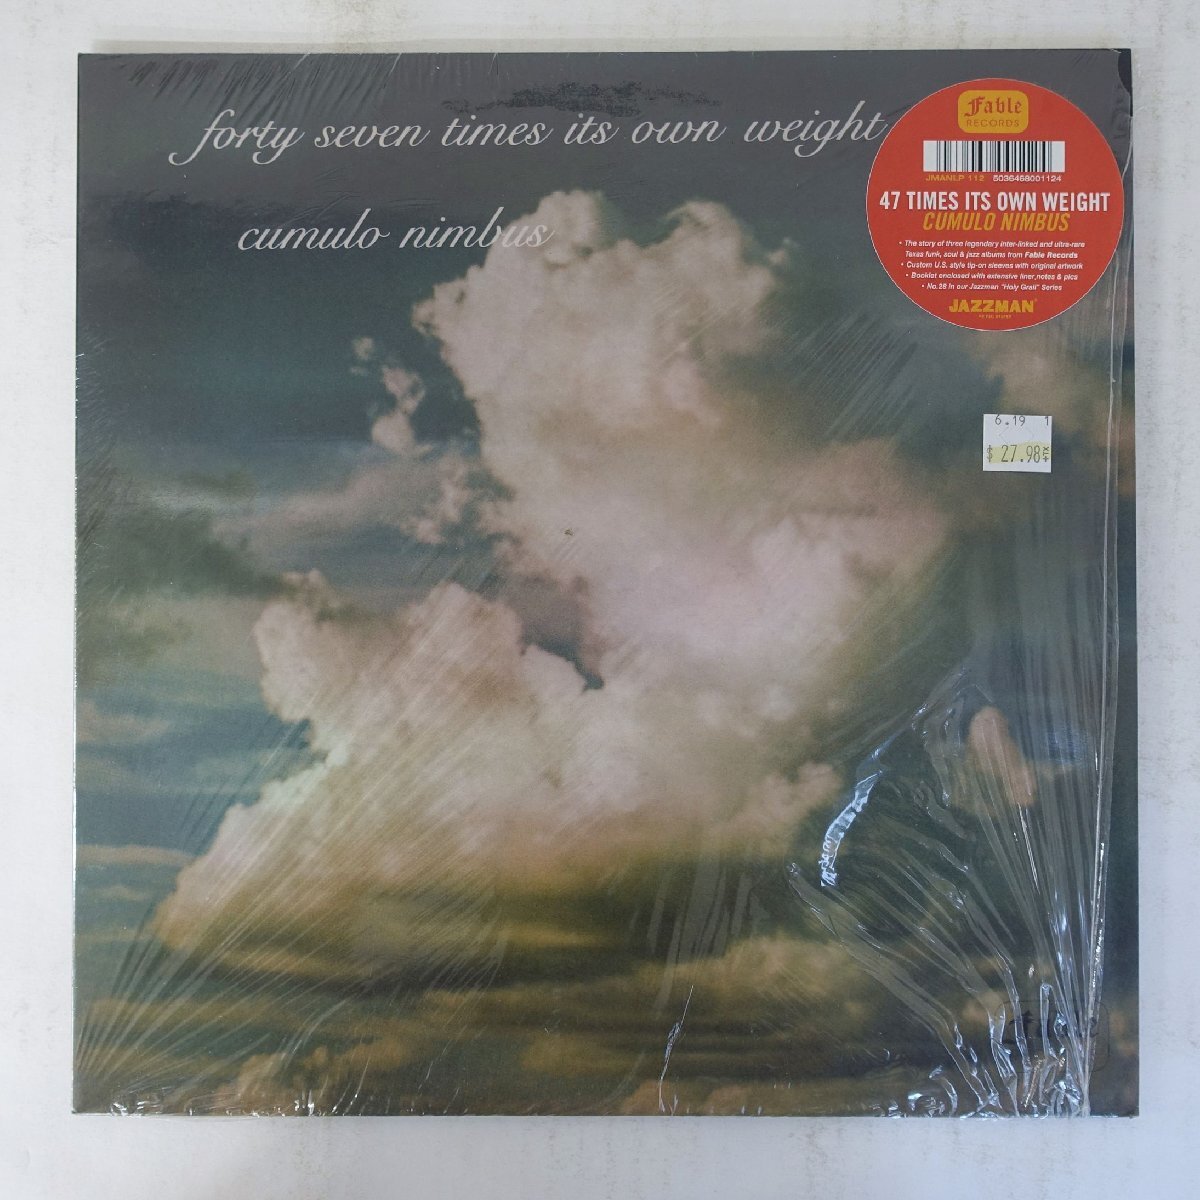 forty seven times its own weight
cumulo nimbus
Fable
RECORDS
JMANLP 112 5036468001124
47 TIMES ITS OWN WEIGHT
CUMULO NIMBUS
• The story of three legendary inter-linked and ultra-rare
Texas funk, soul & jazz albums from Fable Records
• Custom U.S. style tip-on sleeves with original artwork
• Booklet enclosed with extensive liner notes & pics
• No.28 in our Jazzman "Holy Grail" Series
JAZZMAN
6.19 1
$ 27.98 +TX
Fable